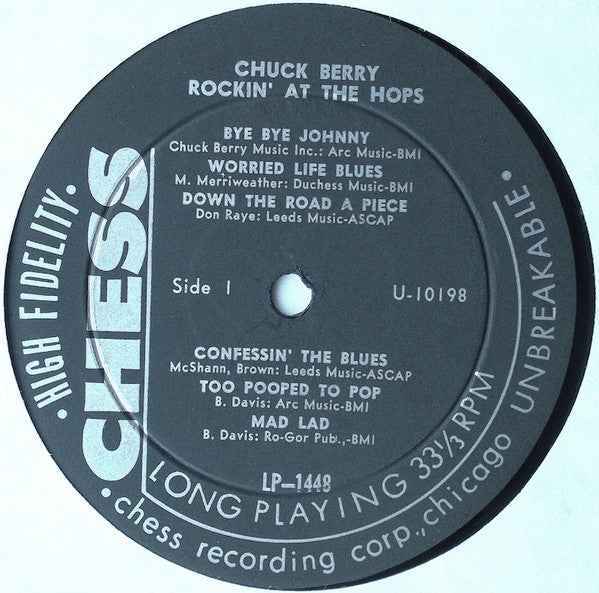 CHUCK BERRY
ROCKIN' AT THE HOPS
BYE BYE JOHNNY
Chuck Berry Music Inc.: Arc Music-BMI
WORRIED LIFE BLUES
M. Merriweather: Duchess Music-BMI
DOWN THE ROAD A PIECE
Don Raye: Leeds Music-ASCAP
Side 1
U-10198
CONFESSIN' THE BLUES
McShann, Brown: Leeds Music-ASCAP
TOO POOPED TO POP
B. Davis: Arc Music-BMI
MAD LAD
B. Davis: Ro-Gor Pub.,-BMI
LP-1448
CHESS
• HIGH FIDELITY •
LONG PLAYING 33 1/3 RPM
• chess recording corp., chicago UNBREAKABLE •